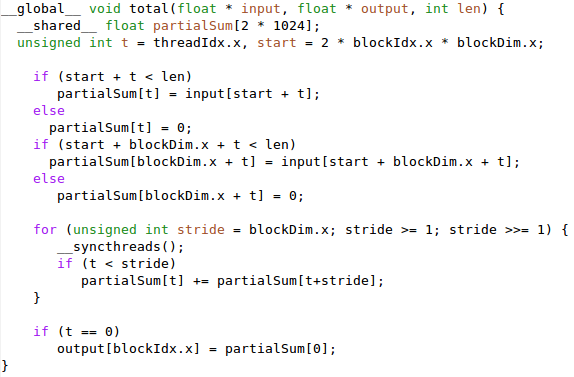 __global__ void total(float * input, float * output, int len) {
  __shared__ float partialSum[2 * 1024];
  unsigned int t = threadIdx.x, start = 2 * blockIdx.x * blockDim.x;

    if (start + t < len)
       partialSum[t] = input[start + t];
    else
      partialSum[t] = 0;
    if (start + blockDim.x + t < len)
      partialSum[blockDim.x + t] = input[start + blockDim.x + t];
    else
       partialSum[blockDim.x + t] = 0;

    for (unsigned int stride = blockDim.x; stride >= 1; stride >>= 1) {
       __syncthreads();
       if (t < stride)
          partialSum[t] += partialSum[t+stride];
    }

    if (t == 0)
       output[blockIdx.x] = partialSum[0];
}